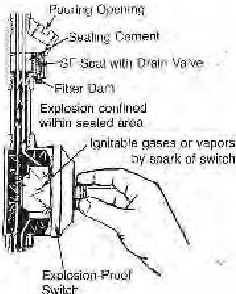 Pouring Opening
Sealing Cement
SF Seal with Drain Valve
Fiber Dam
Explosion confined
within sealed area
Ignitable gases or vapors
by spark of switch
Explosion-Proof
Switch